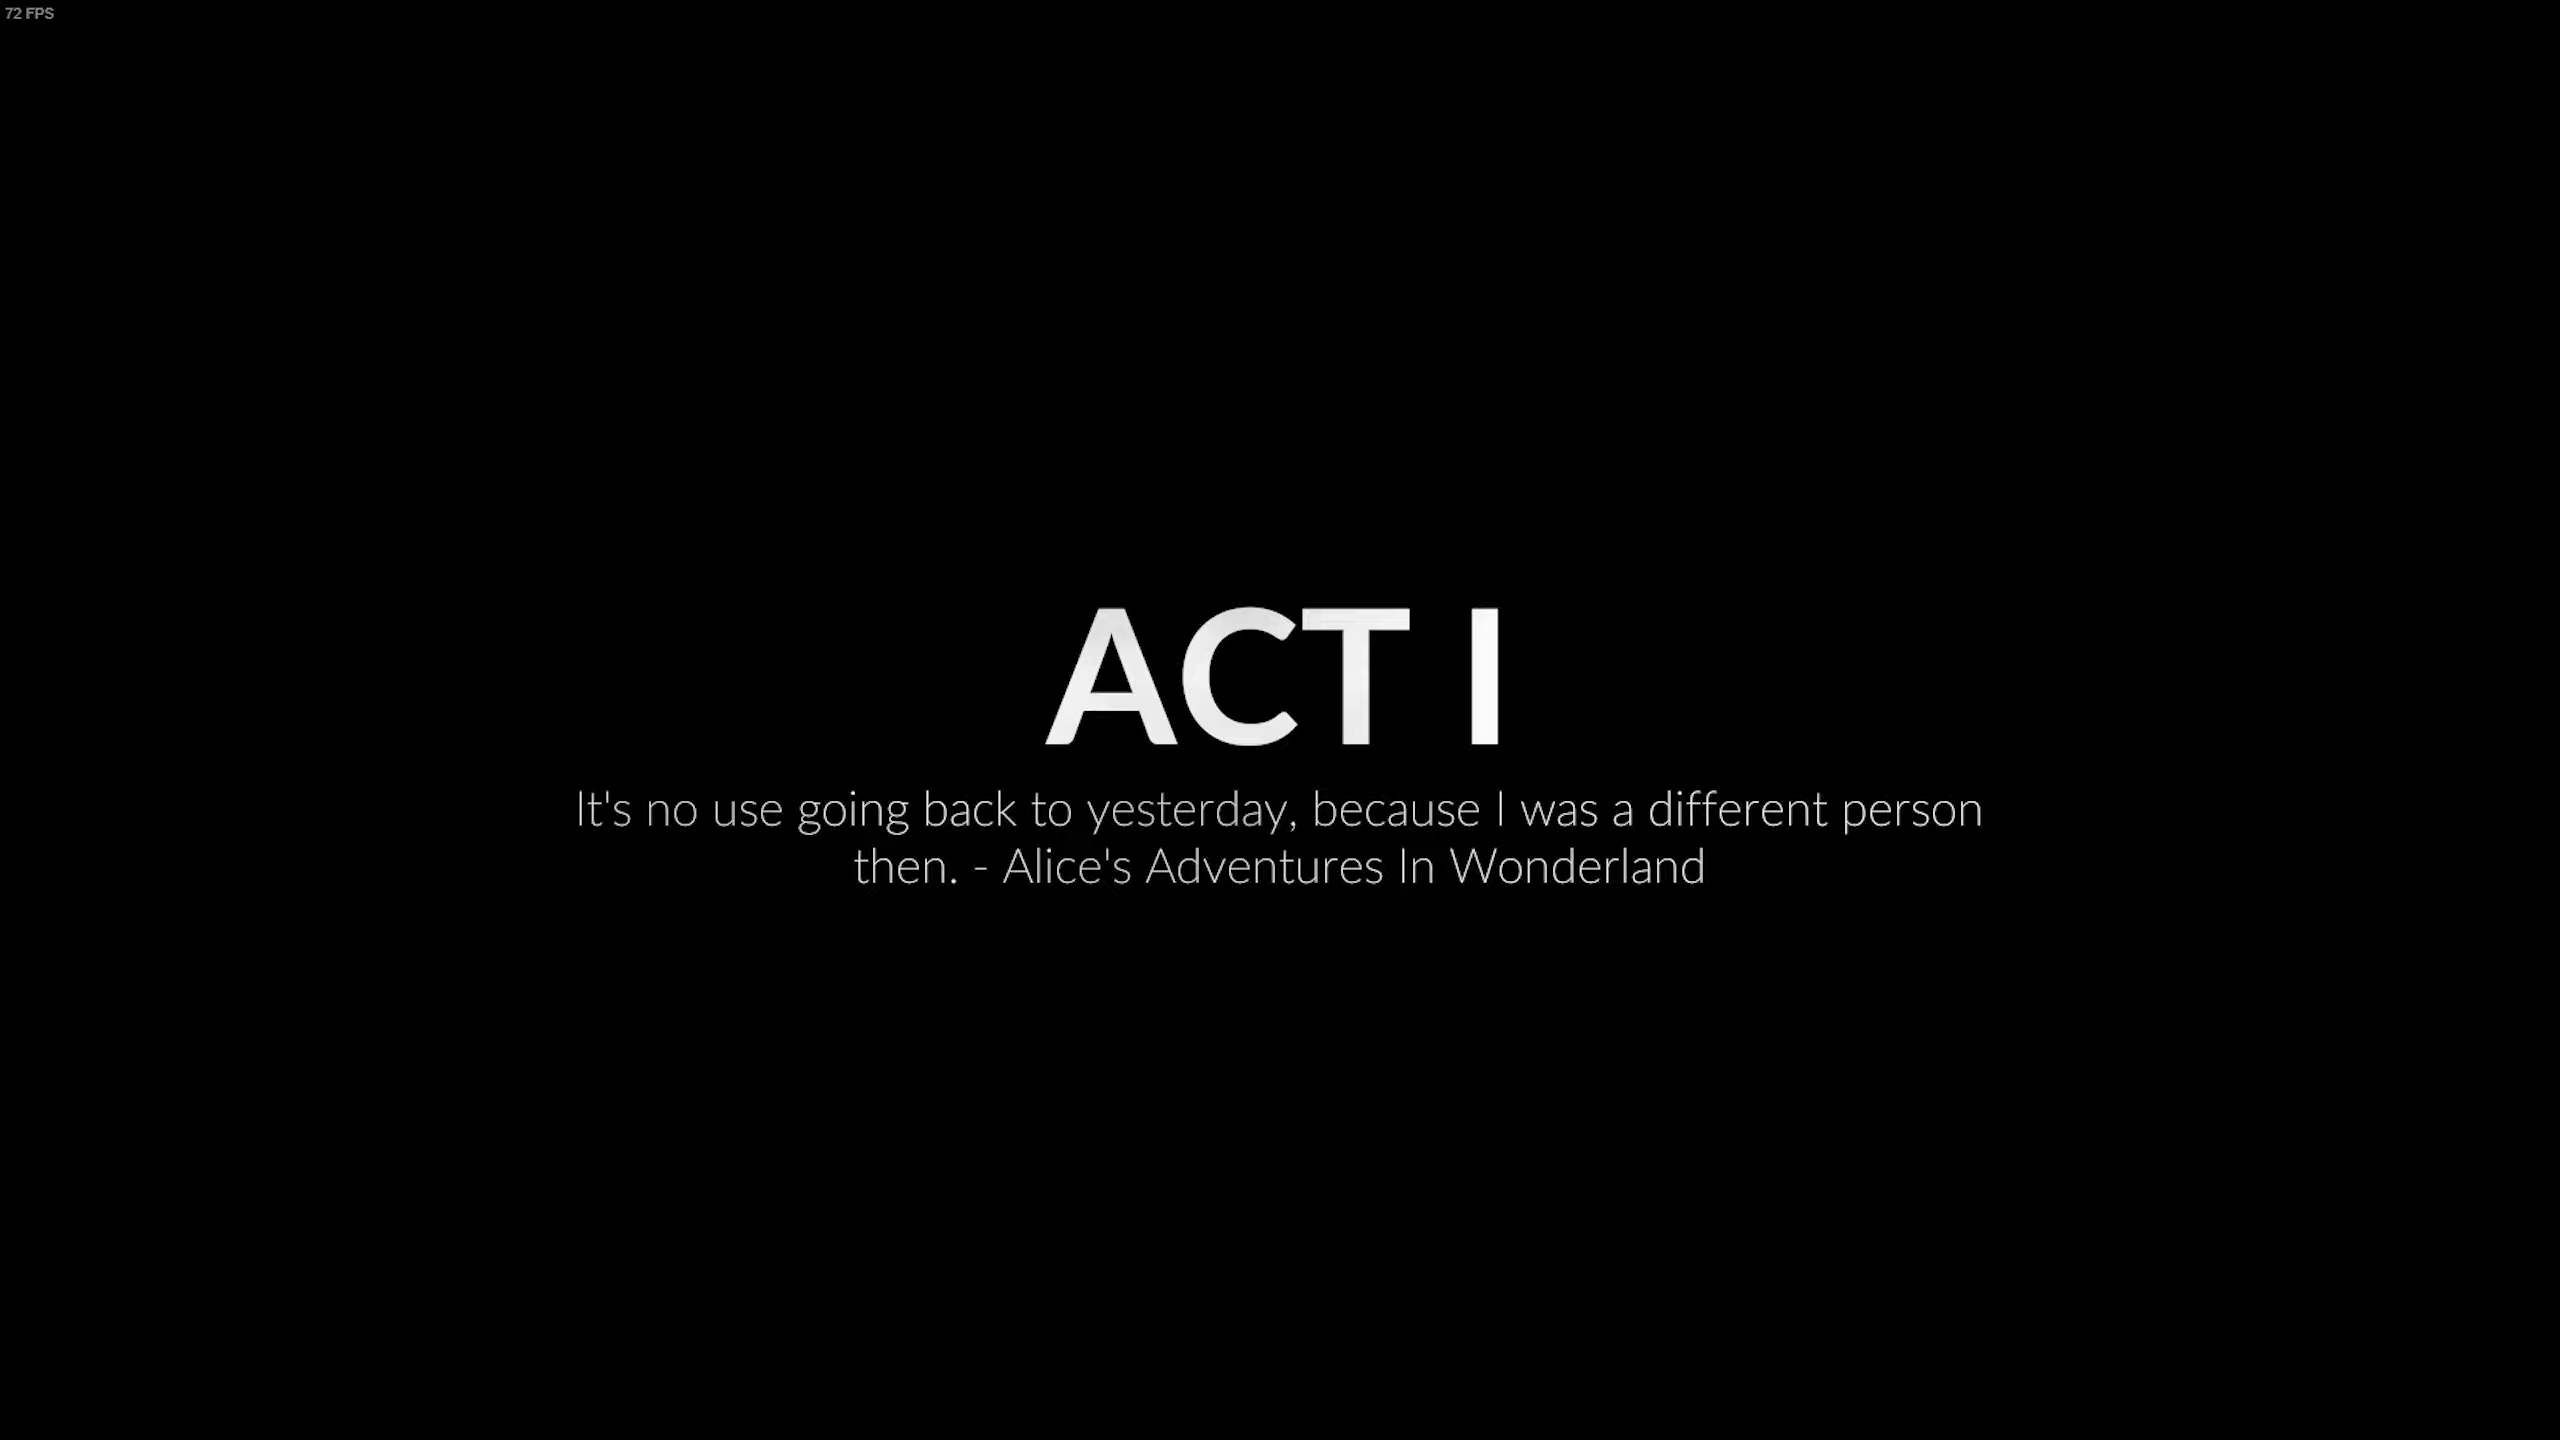 72 FPS
ACT I
It's no use going back to yesterday, because I was a different person
then. - Alice's Adventures In Wonderland